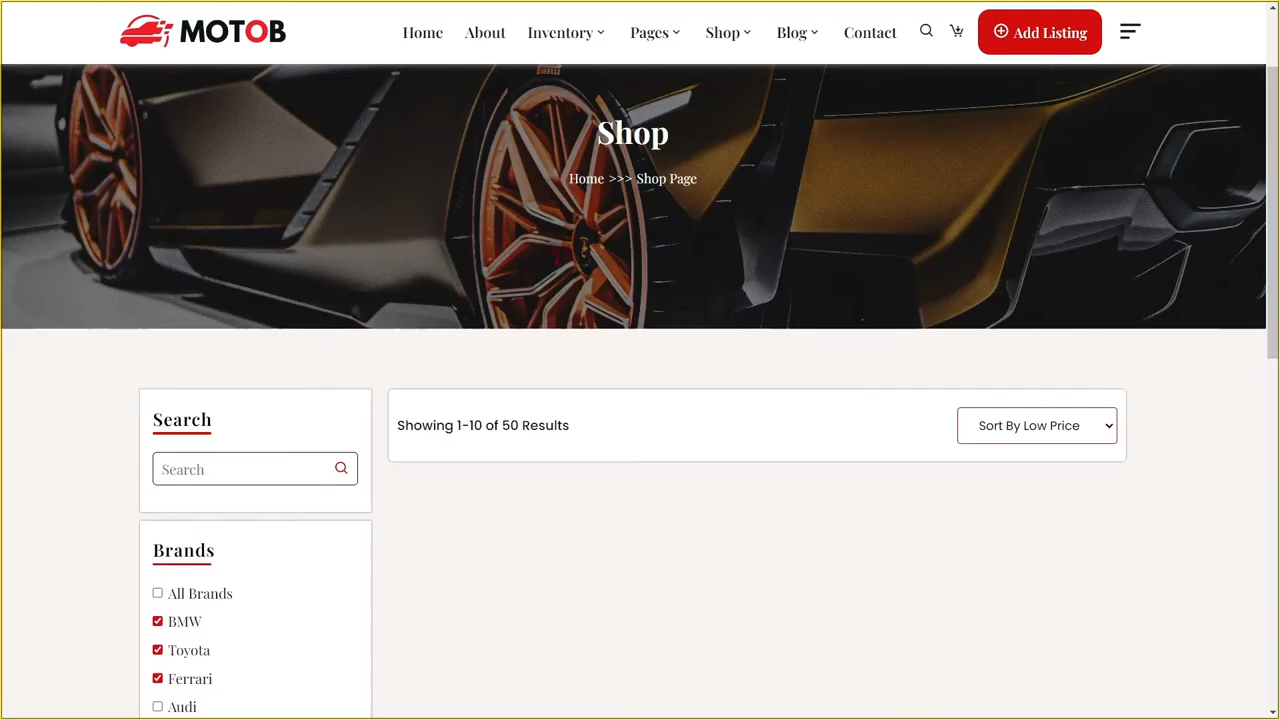 MOTOB
Home About Inventory Pages Shop Blog Contact Add Listing
PIRELLI
Shop
Home >>> Shop Page
Search
Search
Showing 1-10 of 50 Results
Sort By Low Price
Brands
All Brands
BMW
Toyota
Ferrari
Audi